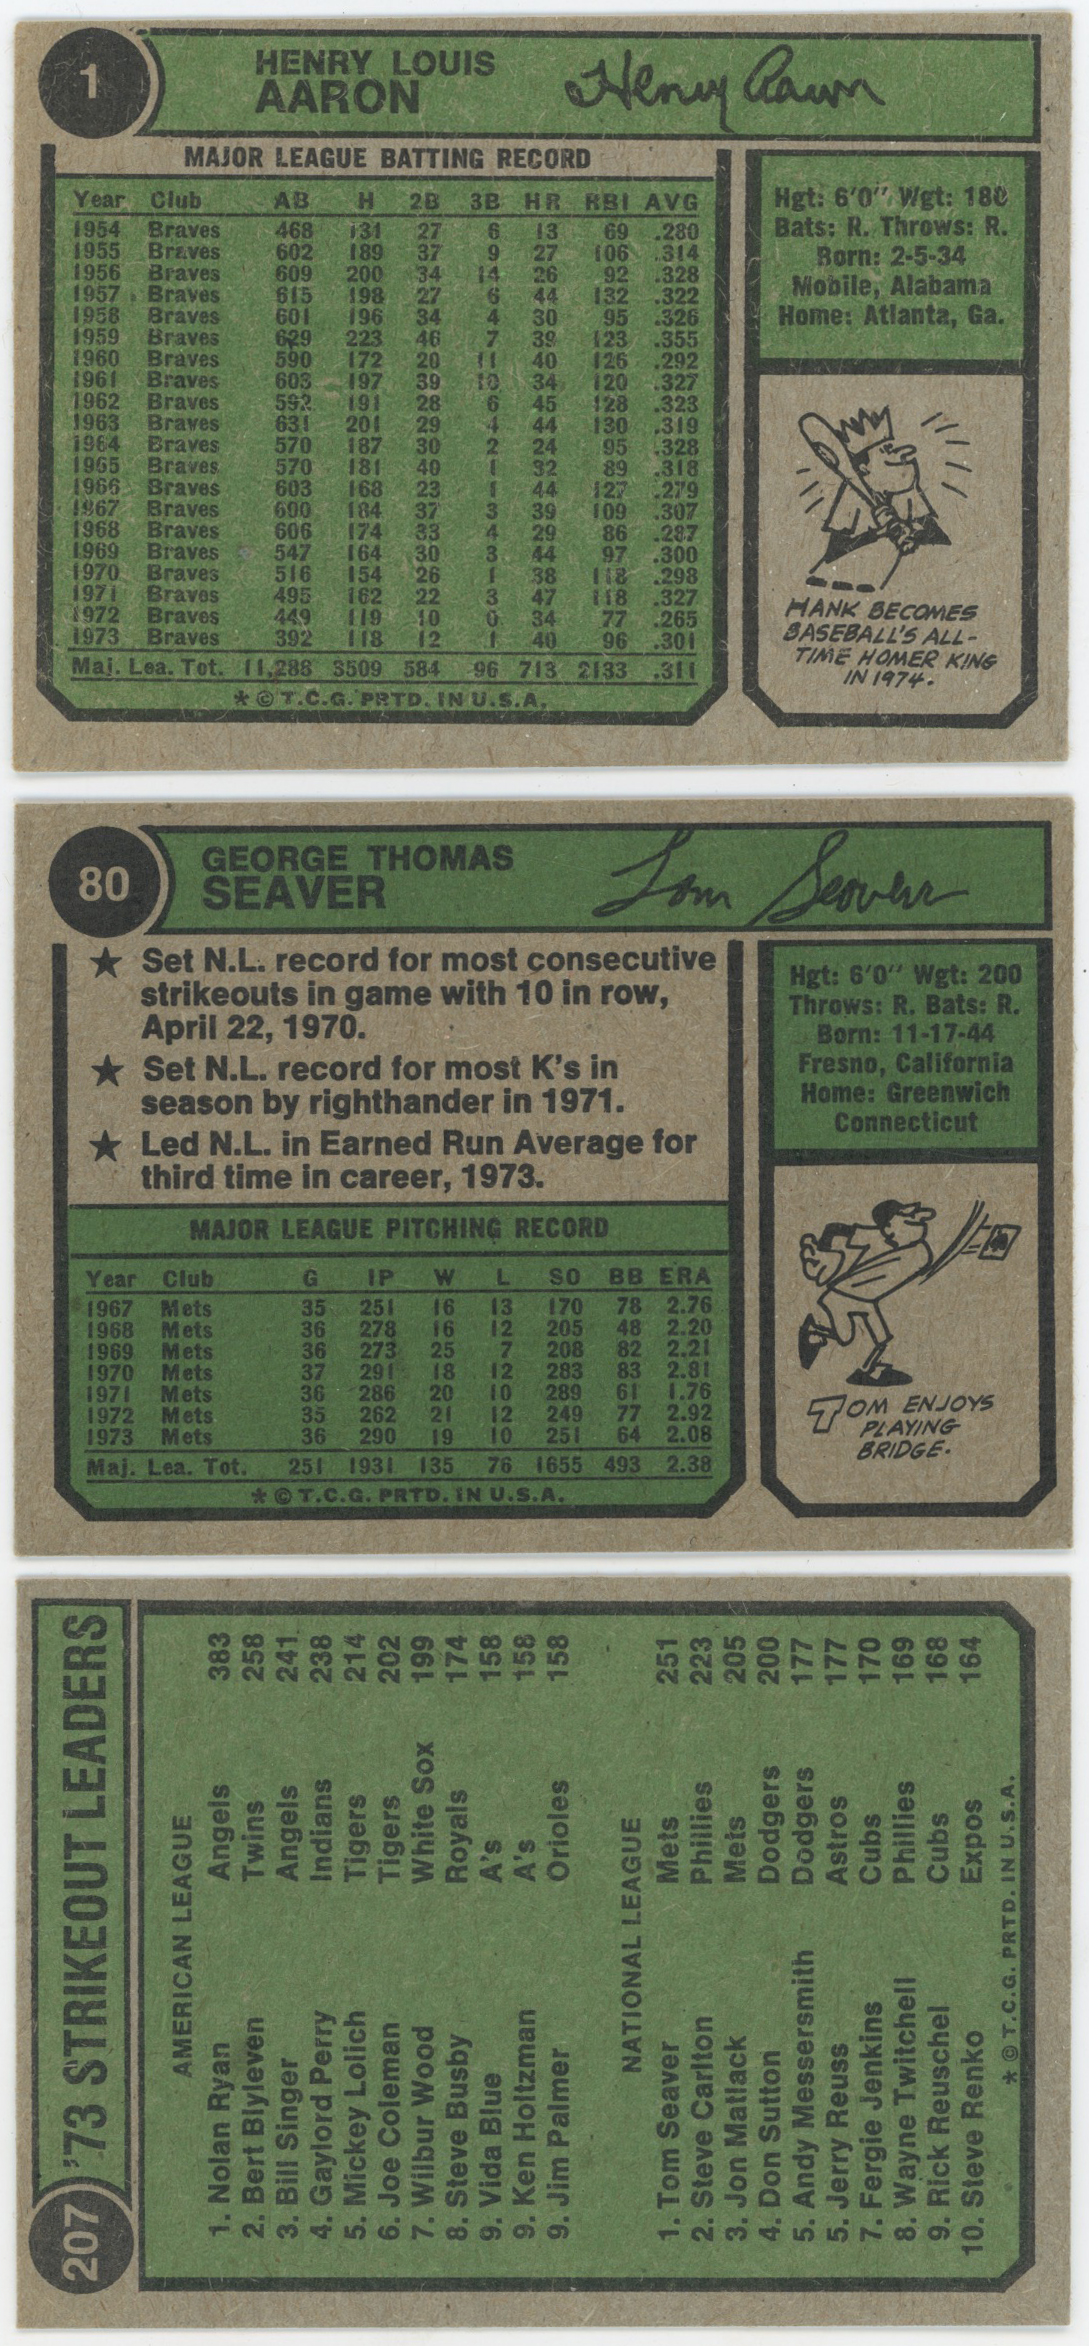 1
HENRY LOUIS
AARON
Henry Aaron
MAJOR LEAGUE BATTING RECORD
Year Club AB H 2B 3B HR RBI AVG
1954 Braves 468 131 27 6 13 69 .280
1955 Braves 602 189 37 9 27 106 .314
1956 Braves 609 200 34 14 26 92 .328
1957 Braves 615 198 27 6 44 132 .322
1958 Braves 601 196 34 4 30 95 .326
1959 Braves 629 223 46 7 39 123 .355
1960 Braves 590 172 20 11 40 126 .292
1961 Braves 603 197 39 10 34 120 .327
1962 Braves 592 191 28 6 45 128 .323
1963 Braves 631 201 29 4 44 130 .319
1964 Braves 570 187 30 2 24 95 .328
1965 Braves 570 181 40 1 32 89 .318
1966 Braves 603 168 23 1 44 127 .279
1967 Braves 600 184 37 3 39 109 .307
1968 Braves 606 174 33 4 29 86 .287
1969 Braves 547 164 30 3 44 97 .300
1970 Braves 516 154 26 1 38 118 .298
1971 Braves 495 162 22 3 47 118 .327
1972 Braves 449 119 10 0 34 77 .265
1973 Braves 392 118 12 1 40 96 .301
Maj. Lea. Tot. 11,288 3509 584 96 713 2133 .311
* © T.C.G. PRTD. IN U.S.A.
Hgt: 6'0" Wgt: 180
Bats: R. Throws: R.
Born: 2-5-34
Mobile, Alabama
Home: Atlanta, Ga.
HANK BECOMES
BASEBALL'S ALL-
TIME HOMER KING
IN 1974.
80
GEORGE THOMAS
SEAVER
Tom Seaver
★ Set N.L. record for most consecutive
strikeouts in game with 10 in row,
April 22, 1970.
★ Set N.L. record for most K's in
season by righthander in 1971.
★ Led N.L. in Earned Run Average for
third time in career, 1973.
MAJOR LEAGUE PITCHING RECORD
Year Club G IP W L SO BB ERA
1967 Mets 35 251 16 13 170 78 2.76
1968 Mets 36 278 16 12 205 48 2.20
1969 Mets 36 273 25 7 208 82 2.21
1970 Mets 37 291 18 12 283 83 2.81
1971 Mets 36 286 20 10 289 61 1.76
1972 Mets 35 262 21 12 249 77 2.92
1973 Mets 36 290 19 10 251 64 2.08
Maj. Lea. Tot. 251 1931 135 76 1655 493 2.38
* © T.C.G. PRTD. IN U.S.A.
Hgt: 6'0" Wgt: 200
Throws: R. Bats: R.
Born: 11-17-44
Fresno, California
Home: Greenwich
Connecticut
TOM ENJOYS
PLAYING
BRIDGE.
207
'73 STRIKEOUT LEADERS
AMERICAN LEAGUE
1. Nolan Ryan Angels 383
2. Bert Blyleven Twins 258
3. Bill Singer Angels 241
4. Gaylord Perry Indians 238
5. Mickey Lolich Tigers 214
6. Joe Coleman Tigers 202
7. Wilbur Wood White Sox 199
8. Steve Busby Royals 174
9. Vida Blue A's 158
9. Ken Holtzman A's 158
9. Jim Palmer Orioles 158
NATIONAL LEAGUE
1. Tom Seaver Mets 251
2. Steve Carlton Phillies 223
3. Jon Matlack Mets 205
4. Don Sutton Dodgers 200
5. Andy Messersmith Dodgers 177
5. Jerry Reuss Astros 177
7. Fergie Jenkins Cubs 170
8. Wayne Twitchell Phillies 169
9. Rick Reuschel Cubs 168
10. Steve Renko Expos 164
* © T.C.G. PRTD. IN U.S.A.